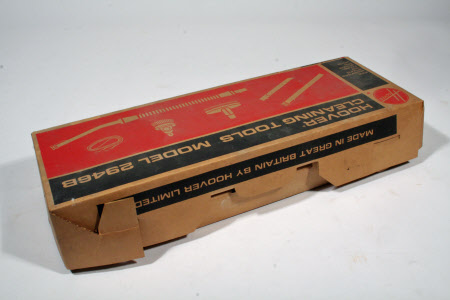 HOOVER
CLEANING TOOLS MODEL 2946B
MADE IN GREAT BRITAIN BY HOOVER LIMITED